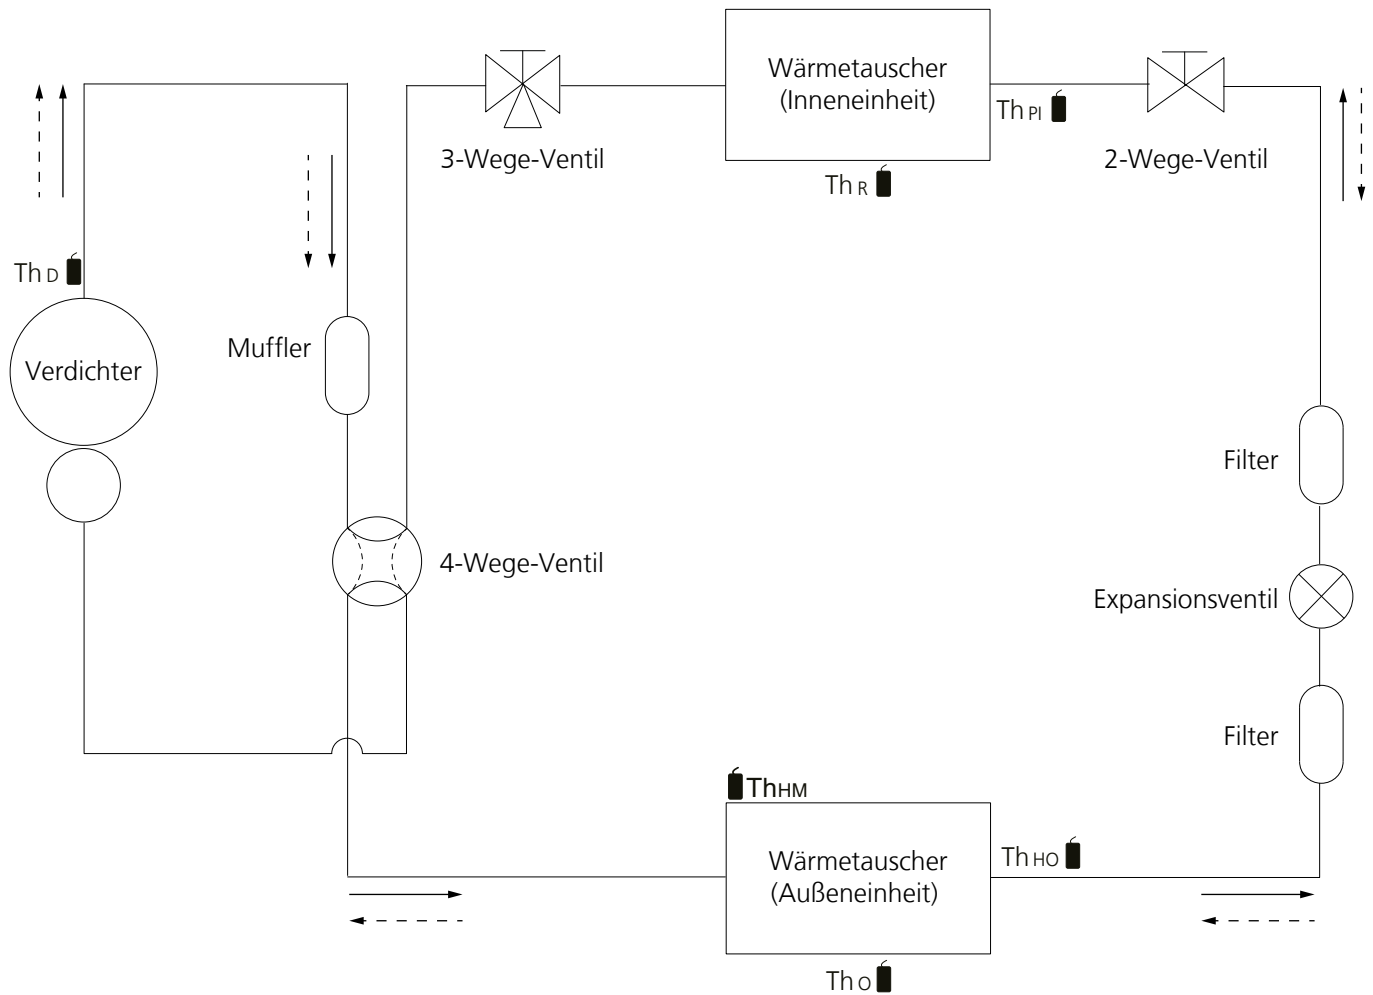 Wärmetauscher
(Inneneinheit)
Th PI
3-Wege-Ventil
2-Wege-Ventil
Th R
Th D
Muffler
Verdichter
Filter
4-Wege-Ventil
Expansionsventil
Filter
ThHM
Wärmetauscher
(Außeneinheit)
Th HO
Th O